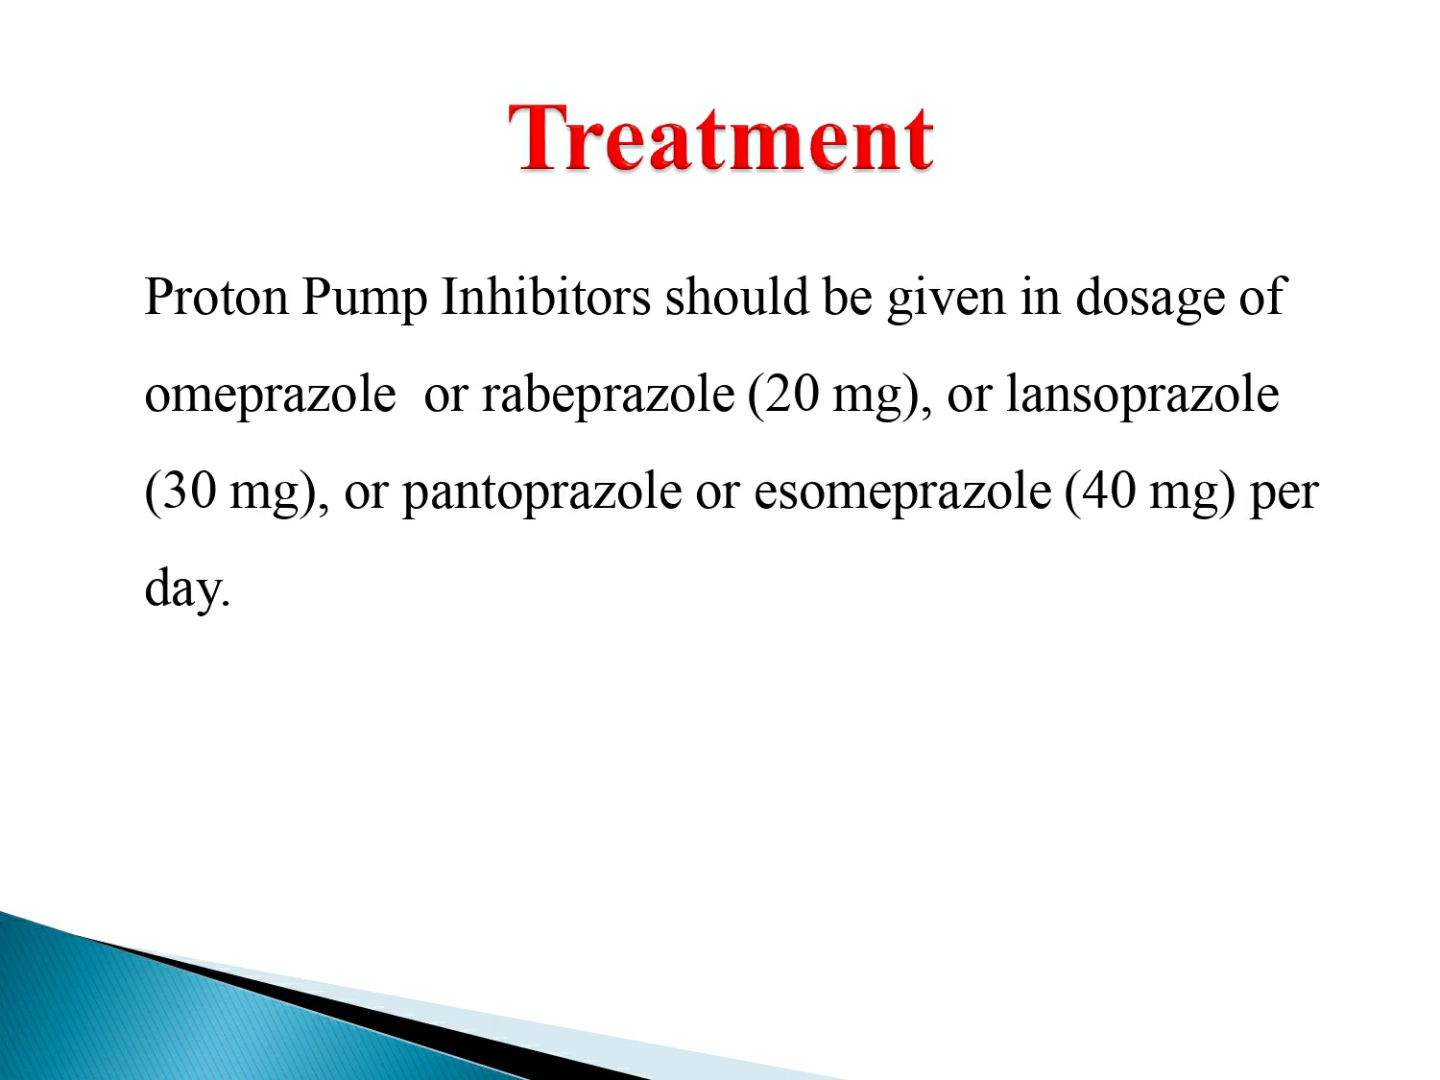 Treatment
Proton Pump Inhibitors should be given in dosage of
omeprazole  or rabeprazole (20 mg), or lansoprazole
(30 mg), or pantoprazole or esomeprazole (40 mg) per
day.